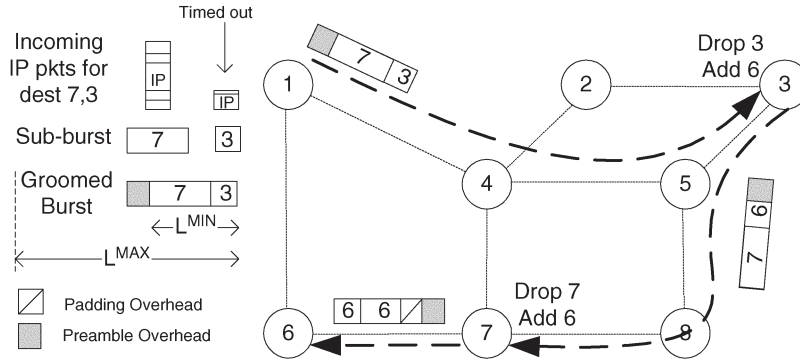 Timed out
Incoming
IP pkts for
dest 7,3
IP
IP
Sub-burst
7
3
Groomed
Burst
7
3
L^MIN
L^MAX
Padding Overhead
Preamble Overhead
7
3
Drop 3
Add 6
1
2
3
4
5
6
7
6
6
Drop 7
Add 6
6
7
8